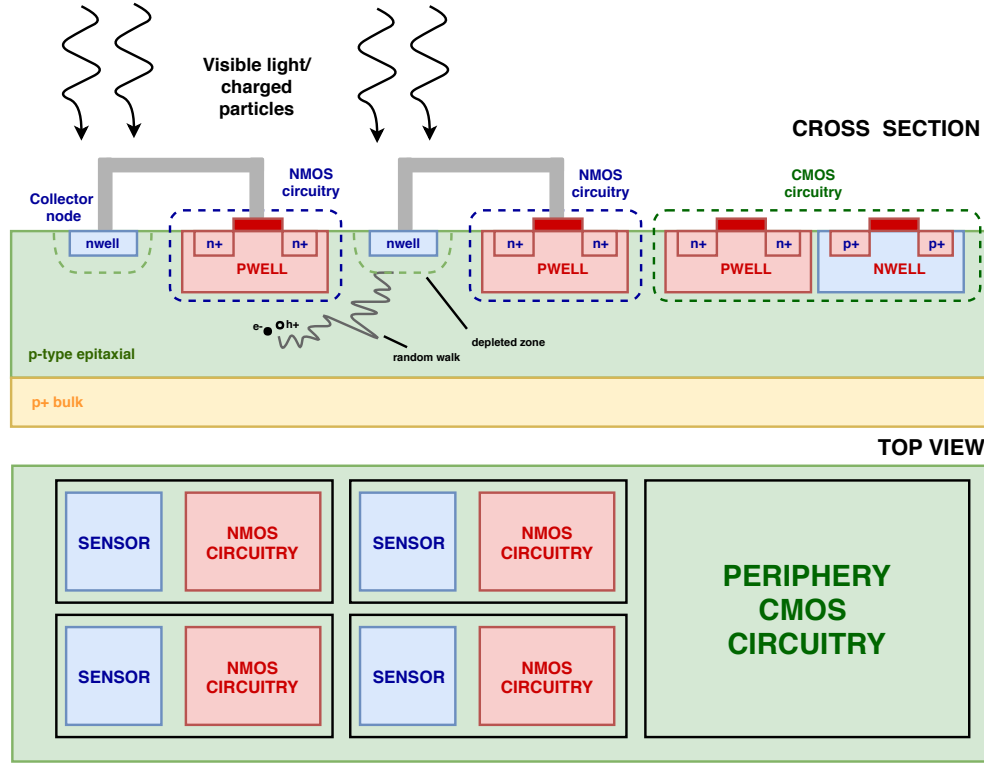 Visible light/
charged
particles
CROSS SECTION
NMOS
circuitry
NMOS
circuitry
CMOS
circuitry
Collector
node
nwell
n+
n+
PWELL
nwell
n+
n+
PWELL
n+
n+
PWELL
p+
p+
NWELL
e-
h+
random walk
depleted zone
p-type epitaxial
p+ bulk
TOP VIEW
SENSOR
NMOS
CIRCUITRY
SENSOR
NMOS
CIRCUITRY
PERIPHERY
CMOS
CIRCUITRY
SENSOR
NMOS
CIRCUITRY
SENSOR
NMOS
CIRCUITRY